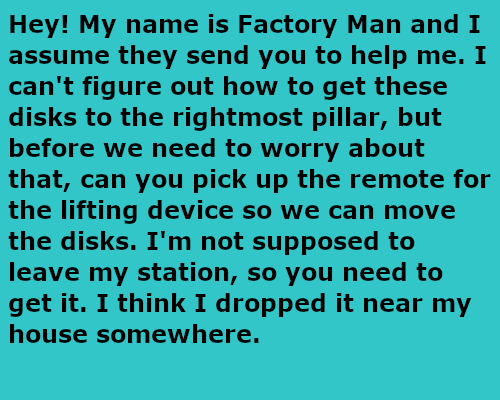 Hey! My name is Factory Man and I
assume they send you to help me. I
can't figure out how to get these
disks to the rightmost pillar, but
before we need to worry about
that, can you pick up the remote for
the lifting device so we can move
the disks. I'm not supposed to
leave my station, so you need to
get it. I think I dropped it near my
house somewhere.